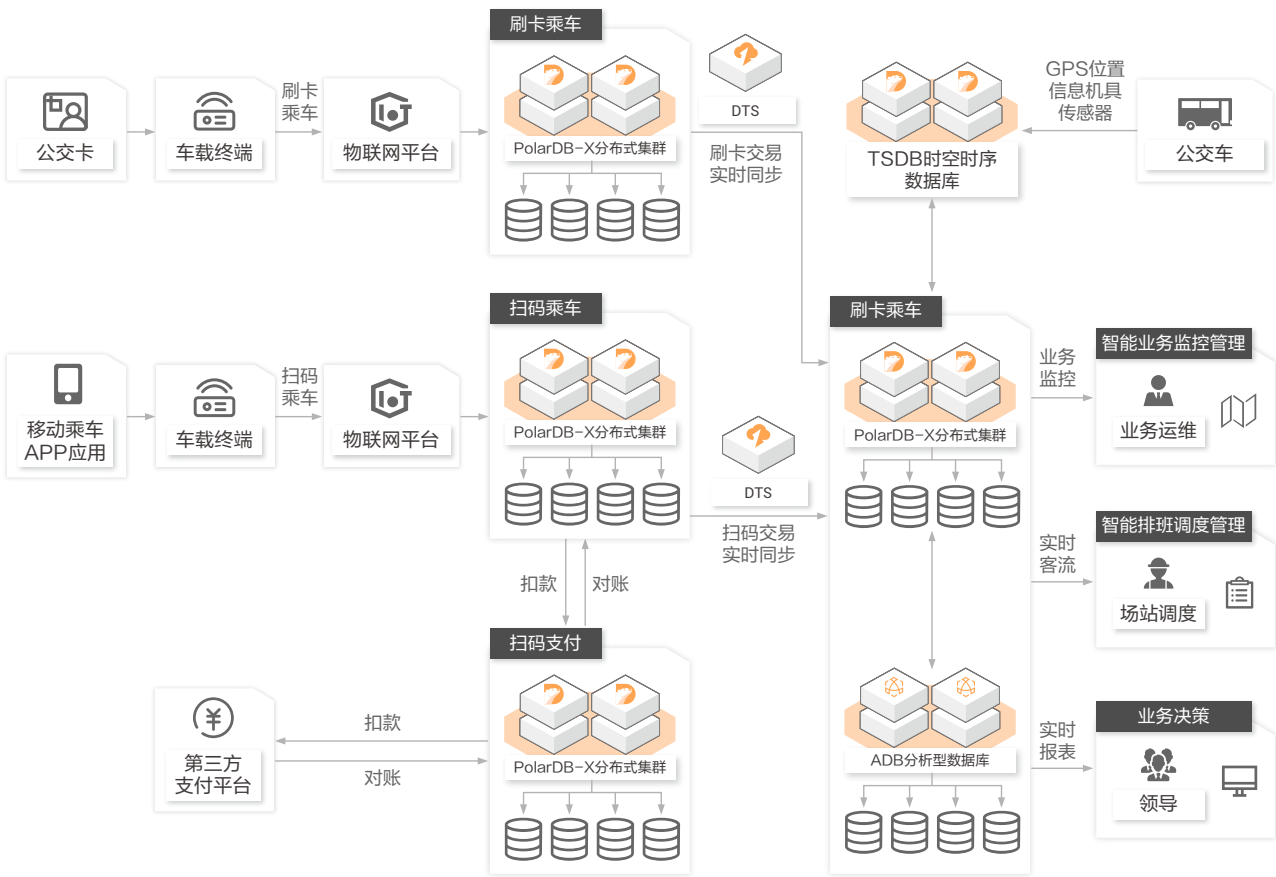 刷卡乘车
公交卡
车载终端
刷卡
乘车
物联网平台
PolarDB-X分布式集群
DTS
刷卡交易
实时同步
TSDB时空时序
数据库
GPS位置
信息机具
传感器
公交车
扫码乘车
移动乘车
APP应用
车载终端
扫码
乘车
物联网平台
PolarDB-X分布式集群
DTS
扫码交易
实时同步
刷卡乘车
PolarDB-X分布式集群
业务
监控
智能业务监控管理
业务运维
实时
客流
智能排班调度管理
场站调度
扣款
对账
扫码支付
PolarDB-X分布式集群
第三方
支付平台
扣款
对账
ADB分析型数据库
实时
报表
业务决策
领导